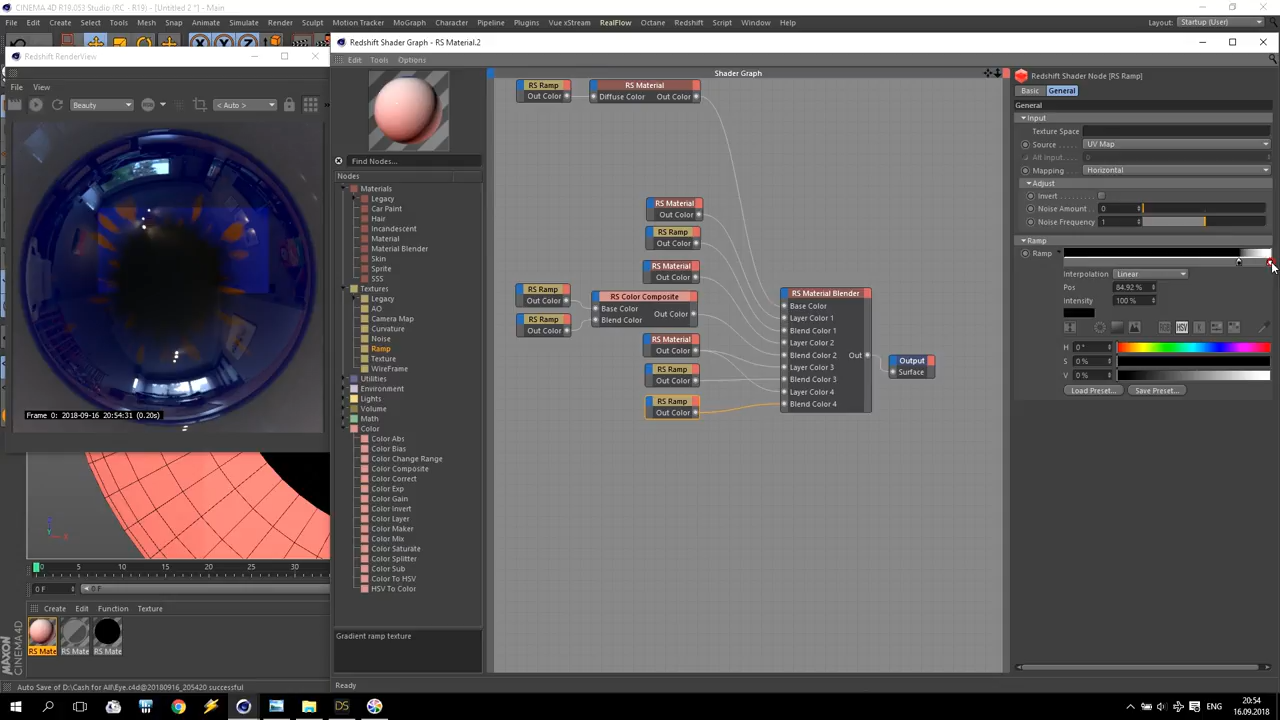 CINEMA 4D R19.053 Studio (RC - R19) - [Untitled 2 *] - Main
File Edit Create Select Tools Mesh Snap Animate Simulate Render Sculpt Motion Tracker MoGraph Character Pipeline Plugins Vue xStream RealFlow Octane Redshift Script Window Help
Layout: Startup (User)
Redshift RenderView
File View
Beauty
< Auto >
Frame 0: 2018-09-16 20:54:31 (0.20s)
0 5 10 15 20 25
0 F
0 F
Create Edit Function Texture
RS Mate RS Mate RS Mate
MAXON CINEMA 4D
Auto Save of D:\Cash for All\Eye.c4d@20180916_205420 successful
Redshift Shader Graph - RS Material.2
Edit Tools Options
Find Nodes...
Nodes
Materials
Legacy
Car Paint
Hair
Incandescent
Material
Material Blender
Skin
Sprite
SSS
Textures
Legacy
AO
Camera Map
Curvature
Noise
Ramp
Texture
WireFrame
Utilities
Environment
Lights
Volume
Math
Color
Color Abs
Color Bias
Color Change Range
Color Composite
Color Correct
Color Exp
Color Gain
Color Invert
Color Layer
Color Maker
Color Mix
Color Saturate
Color Splitter
Color Sub
Color To HSV
HSV To Color
Gradient ramp texture
Ready
Shader Graph
RS Ramp
Out Color
RS Material
Diffuse Color Out Color
RS Material
Out Color
RS Ramp
Out Color
RS Material
Out Color
RS Ramp
Out Color
RS Ramp
Out Color
RS Color Composite
Base Color
Out Color
Blend Color
RS Material
Out Color
RS Ramp
Out Color
RS Ramp
Out Color
RS Material Blender
Base Color
Layer Color 1
Blend Color 1
Layer Color 2
Blend Color 2 Out
Layer Color 3
Blend Color 3
Layer Color 4
Blend Color 4
Output
Surface
Redshift Shader Node [RS Ramp]
Basic General
General
Input
Texture Space
Source . . . . . UV Map
Alt Input . . . . 0
Mapping . . . . Horizontal
Adjust
Invert . . . . . . . .
Noise Amount . 0
Noise Frequency . 1
Ramp
Ramp
Interpolation Linear
Pos 84.92 %
Intensity 100 %
HSV
H 0 °
S 0 %
V 0 %
Load Preset... Save Preset...
ENG
20:54
16.09.2018